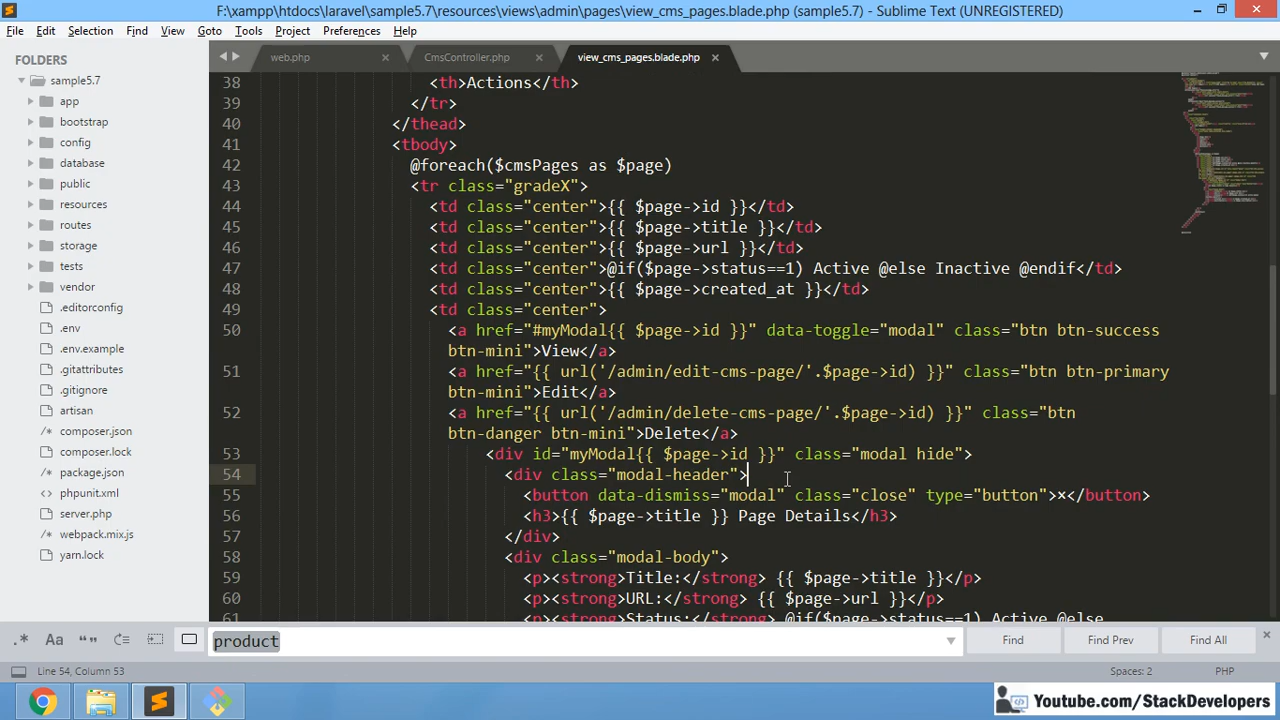 F:\xampp\htdocs\laravel\sample5.7\resources\views\admin\pages\view_cms_pages.blade.php (sample5.7) - Sublime Text (UNREGISTERED)
File Edit Selection Find View Goto Tools Project Preferences Help
FOLDERS
sample5.7
app
bootstrap
config
database
public
resources
routes
storage
tests
vendor
.editorconfig
.env
.env.example
.gitattributes
.gitignore
artisan
composer.json
composer.lock
package.json
phpunit.xml
server.php
webpack.mix.js
yarn.lock
web.php × CmsController.php × view_cms_pages.blade.php ×
38 <th>Actions</th>
39 </tr>
40 </thead>
41 <tbody>
42 @foreach($cmsPages as $page)
43 <tr class="gradeX">
44 <td class="center">{{ $page->id }}</td>
45 <td class="center">{{ $page->title }}</td>
46 <td class="center">{{ $page->url }}</td>
47 <td class="center">@if($page->status==1) Active @else Inactive @endif</td>
48 <td class="center">{{ $page->created_at }}</td>
49 <td class="center">
50 <a href="#myModal{{ $page->id }}" data-toggle="modal" class="btn btn-success
btn-mini">View</a>
51 <a href="{{ url('/admin/edit-cms-page/'.$page->id) }}" class="btn btn-primary
btn-mini">Edit</a>
52 <a href="{{ url('/admin/delete-cms-page/'.$page->id) }}" class="btn
btn-danger btn-mini">Delete</a>
53 <div id="myModal{{ $page->id }}" class="modal hide">
54 <div class="modal-header">
55 <button data-dismiss="modal" class="close" type="button">×</button>
56 <h3>{{ $page->title }} Page Details</h3>
57 </div>
58 <div class="modal-body">
59 <p><strong>Title:</strong> {{ $page->title }}</p>
60 <p><strong>URL:</strong> {{ $page->url }}</p>
61 <p><strong>Status:</strong> @if($page->status==1) Active @else
.* Aa “ ” product Find Find Prev Find All ×
Line 54, Column 53 Spaces: 2 PHP
Youtube.com/StackDevelopers